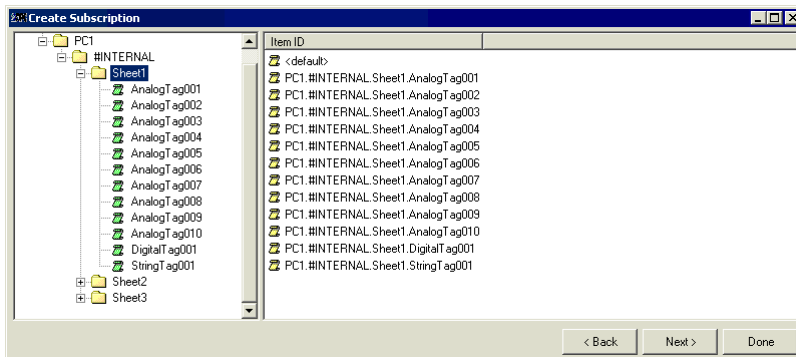 Create Subscription
PC1
#INTERNAL
Sheet1
AnalogTag001
AnalogTag002
AnalogTag003
AnalogTag004
AnalogTag005
AnalogTag006
AnalogTag007
AnalogTag008
AnalogTag009
AnalogTag010
DigitalTag001
StringTag001
Sheet2
Sheet3
Item ID
<default>
PC1.#INTERNAL.Sheet1.AnalogTag001
PC1.#INTERNAL.Sheet1.AnalogTag002
PC1.#INTERNAL.Sheet1.AnalogTag003
PC1.#INTERNAL.Sheet1.AnalogTag004
PC1.#INTERNAL.Sheet1.AnalogTag005
PC1.#INTERNAL.Sheet1.AnalogTag006
PC1.#INTERNAL.Sheet1.AnalogTag007
PC1.#INTERNAL.Sheet1.AnalogTag008
PC1.#INTERNAL.Sheet1.AnalogTag009
PC1.#INTERNAL.Sheet1.AnalogTag010
PC1.#INTERNAL.Sheet1.DigitalTag001
PC1.#INTERNAL.Sheet1.StringTag001
< Back
Next >
Done